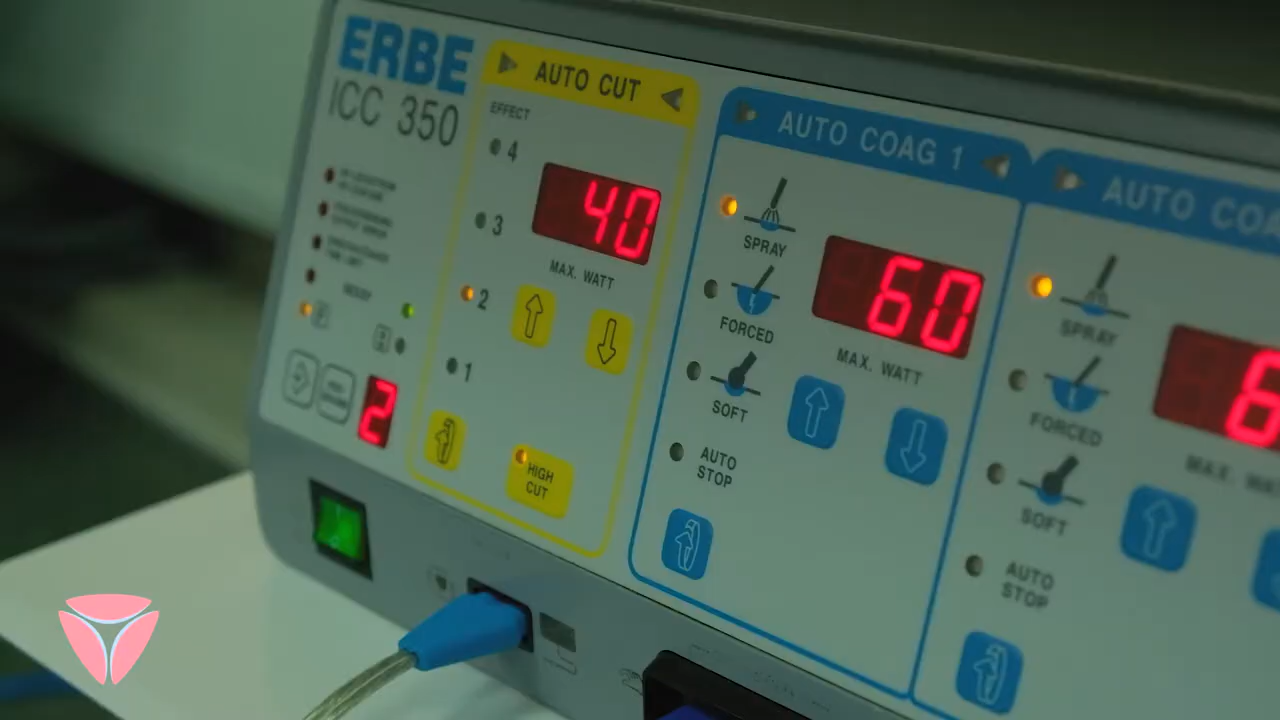 ERBE
ICC 350
2
AUTO CUT
EFFECT
4
3
2
1
40
MAX. WATT
HIGH
CUT
AUTO COAG 1
SPRAY
FORCED
SOFT
AUTO
STOP
60
MAX. WATT
AUTO
SPRAY
FORCED
SOFT
AUTO
STOP
6
MAX.